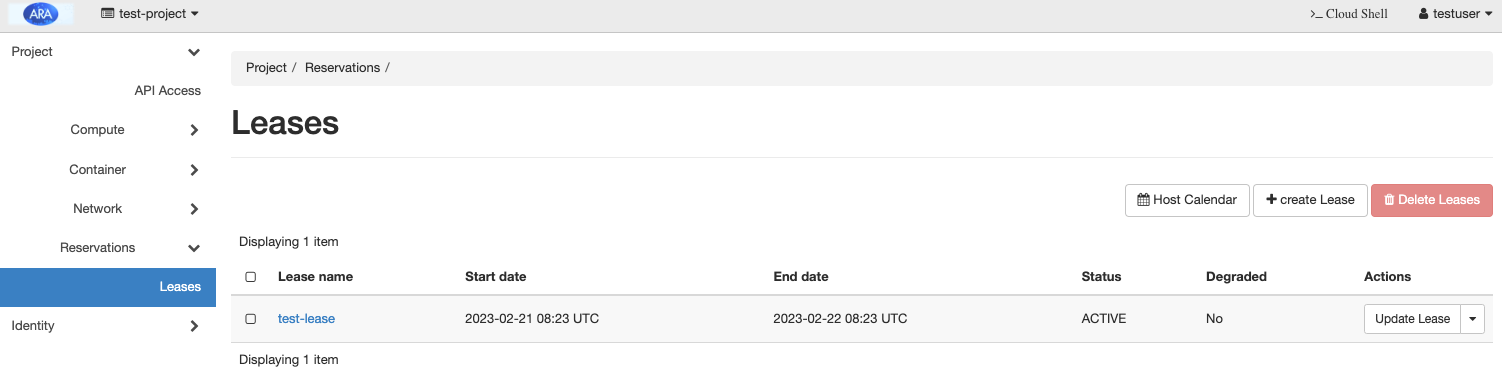 ARA test-project >_ Cloud Shell testuser
Project
API Access
Compute
Container
Network
Reservations
Leases
Identity
Project / Reservations /
Leases
Host Calendar + create Lease Delete Leases
Displaying 1 item
Lease name Start date End date Status Degraded Actions
test-lease 2023-02-21 08:23 UTC 2023-02-22 08:23 UTC ACTIVE No Update Lease
Displaying 1 item